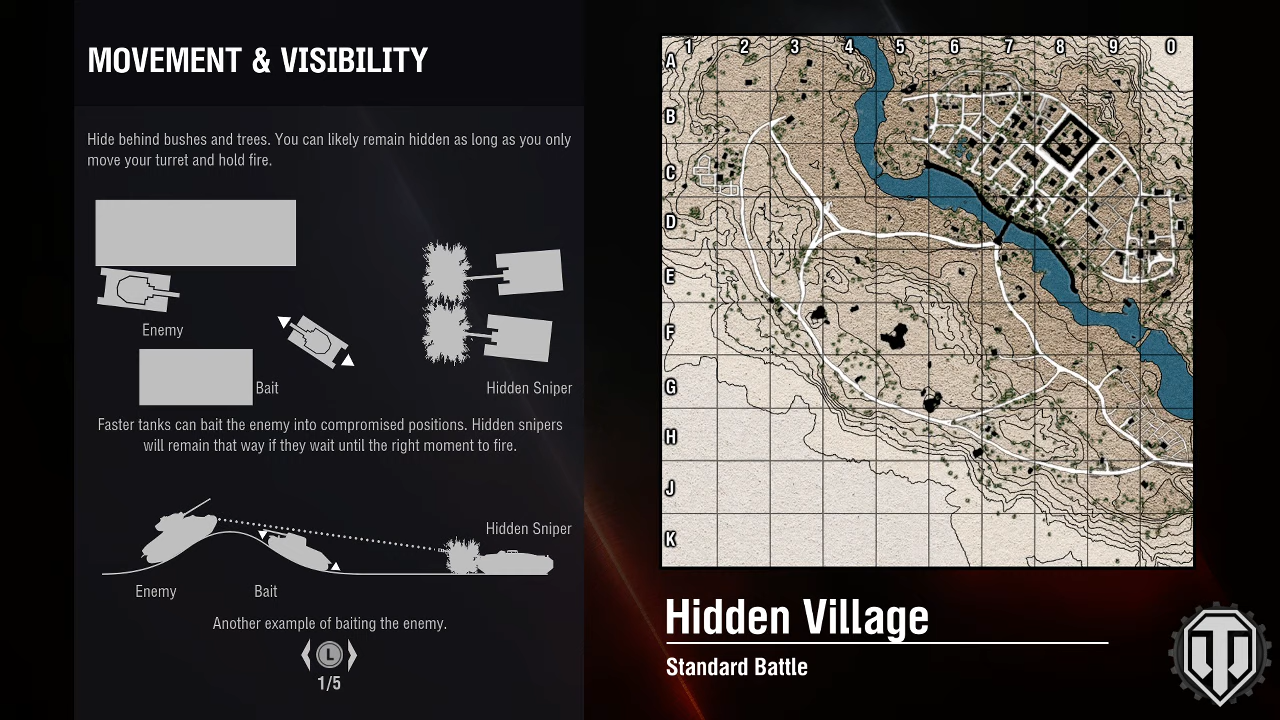 MOVEMENT & VISIBILITY
Hide behind bushes and trees. You can likely remain hidden as long as you only
move your turret and hold fire.
Enemy
Bait
Hidden Sniper
Faster tanks can bait the enemy into compromised positions. Hidden snipers
will remain that way if they wait until the right moment to fire.
Hidden Sniper
Enemy
Bait
Another example of baiting the enemy.
L
1/5
1 2 3 4 5 6 7 8 9 0
A
B
C
D
E
F
G
H
J
K
Hidden Village
Standard Battle